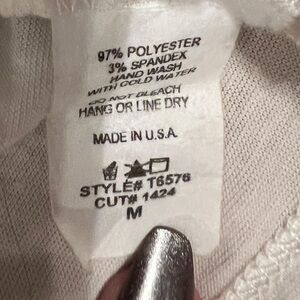 97% POLYESTER
3% SPANDEX
HAND WASH
WITH COLD WATER
DO NOT BLEACH
HANG OR LINE DRY
MADE IN U.S.A.
STYLE# T6576
CUT# 1424
M